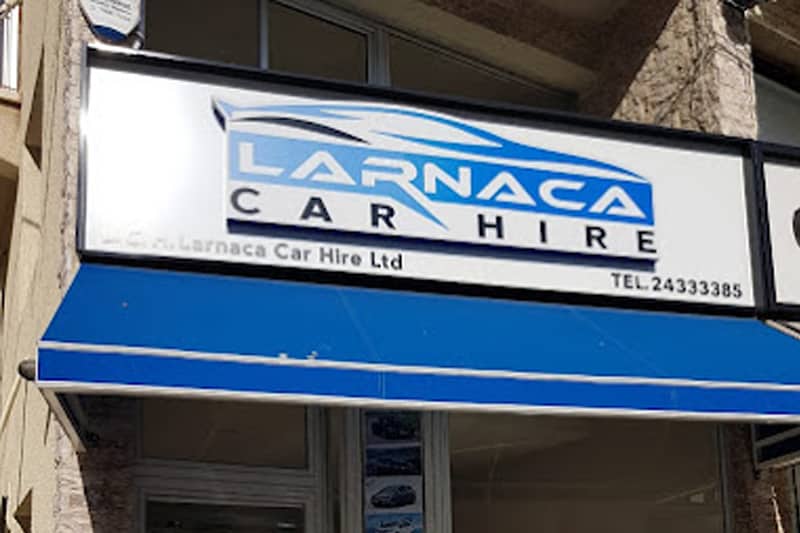 LARNACA
CAR HIRE
L.C.H. Larnaca Car Hire Ltd
TEL. 24333385